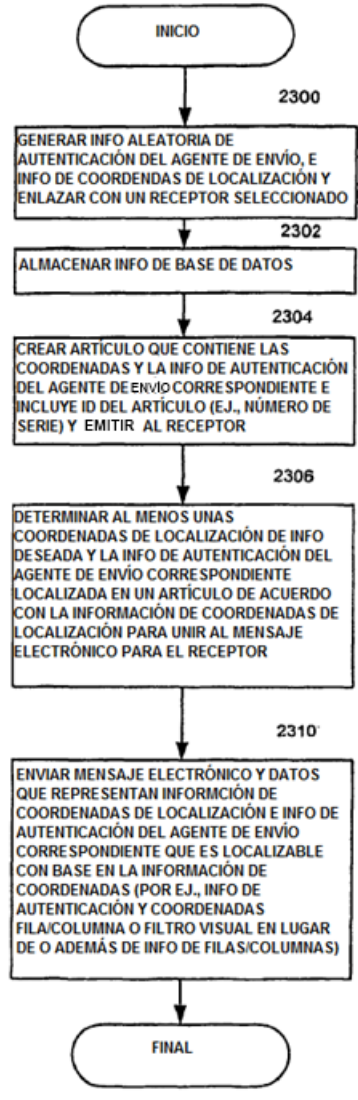 INICIO
2300
GENERAR INFO ALEATORIA DE
AUTENTICACIÓN DEL AGENTE DE ENVÍO, E
INFO DE COORDENDAS DE LOCALIZACIÓN Y
ENLAZAR CON UN RECEPTOR SELECCIONADO
2302
ALMACENAR INFO DE BASE DE DATOS
2304
CREAR ARTÍCULO QUE CONTIENE LAS
COORDENADAS Y LA INFO DE AUTENTICACIÓN
DEL AGENTE DE ENVÍO CORRESPONDIENTE E
INCLUYE ID DEL ARTÍCULO (EJ., NÚMERO DE
SERIE) Y EMITIR AL RECEPTOR
2306
DETERMINAR AL MENOS UNAS
COORDENADAS DE LOCALIZACIÓN DE INFO
DESEADA Y LA INFO DE AUTENTICACIÓN DEL
AGENTE DE ENVÍO CORRESPONDIENTE
LOCALIZADA EN UN ARTÍCULO DE ACUERDO
CON LA INFORMACIÓN DE COORDENADAS DE
LOCALIZACIÓN PARA UNIR AL MENSAJE
ELECTRÓNICO PARA EL RECEPTOR
2310
ENVIAR MENSAJE ELECTRÓNICO Y DATOS
QUE REPRESENTAN INFORMCIÓN DE
COORDENADAS DE LOCALIZACIÓN E INFO DE
AUTENTICACIÓN DEL AGENTE DE ENVÍO
CORRESPONDIENTE QUE ES LOCALIZABLE
CON BASE EN LA INFORMACIÓN DE
COORDENADAS (POR EJ., INFO DE
AUTENTICACIÓN Y COORDENADAS
FILA/COLUMNA O FILTRO VISUAL EN LUGAR
DE O ADEMÁS DE INFO DE FILAS/COLUMNAS)
FINAL